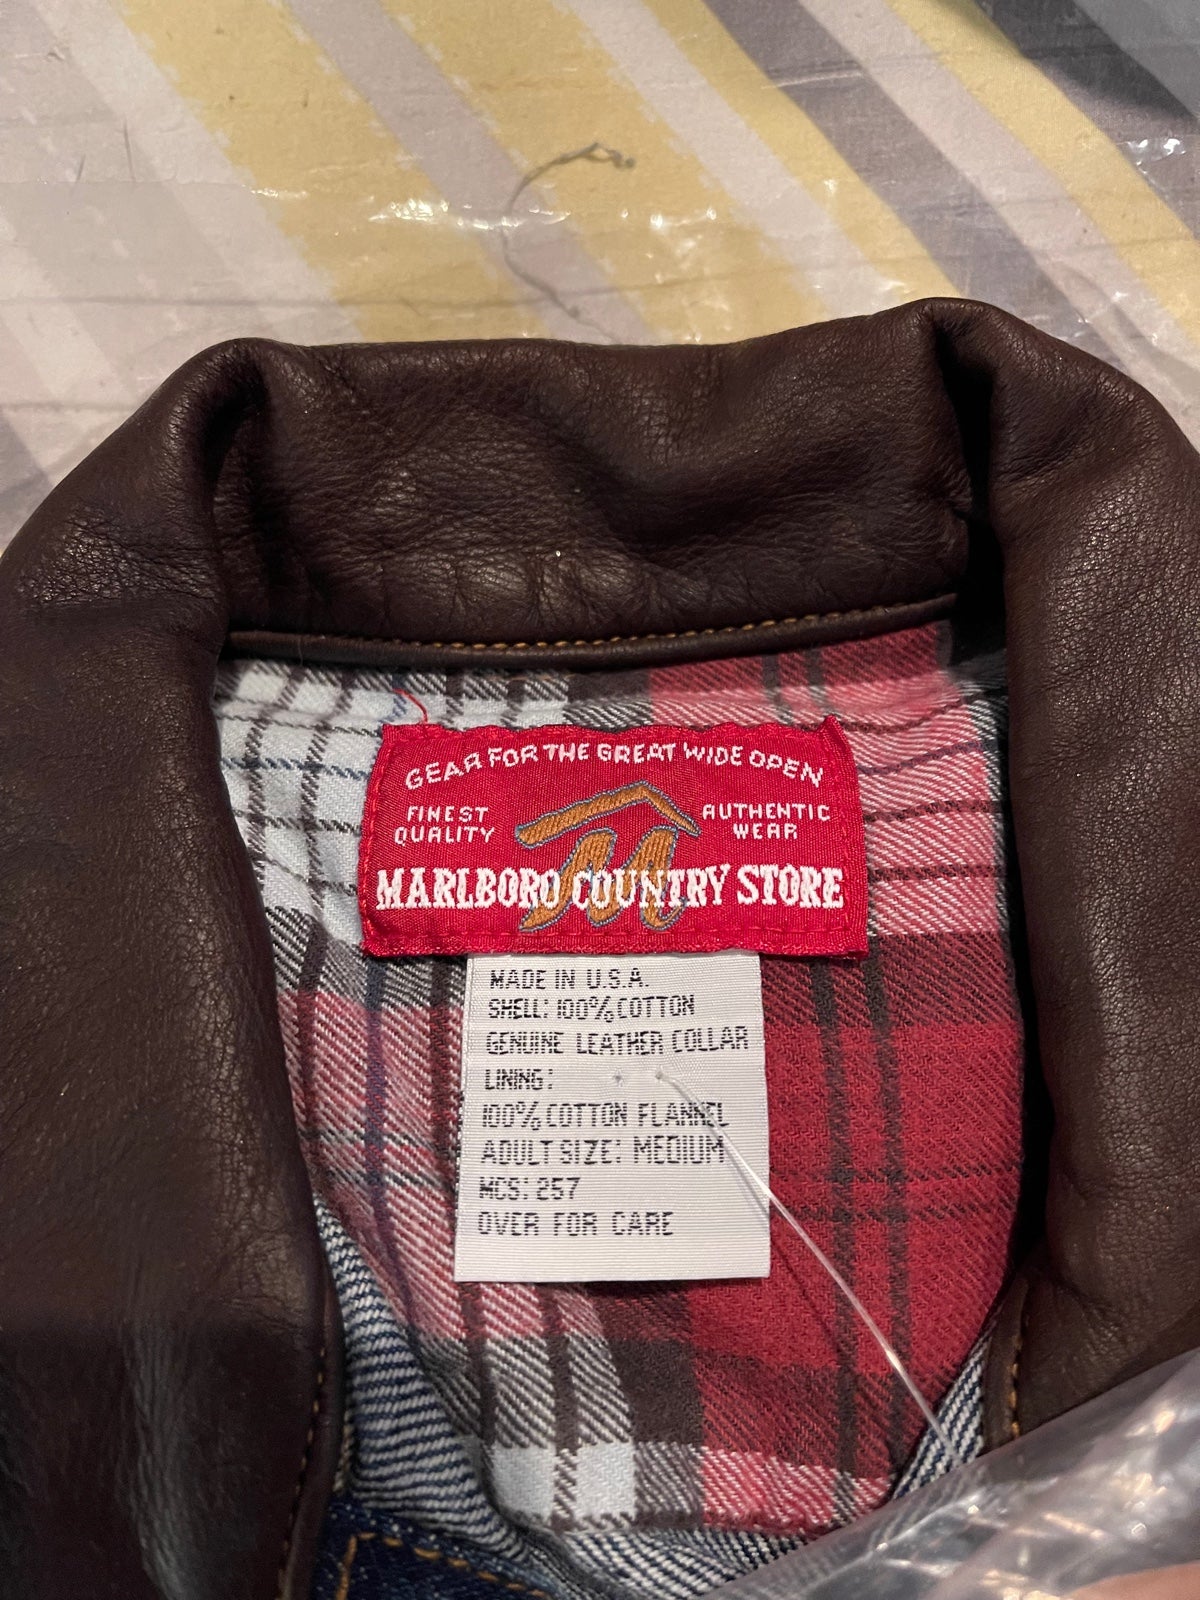 GEAR FOR THE GREAT WIDE OPEN
FINEST QUALITY
AUTHENTIC WEAR
M
MARLBORO COUNTRY STORE
MADE IN U.S.A.
SHELL: 100% COTTON
GENUINE LEATHER COLLAR
LINING:
100% COTTON FLANNEL
ADULT SIZE: MEDIUM
MCS: 257
OVER FOR CARE